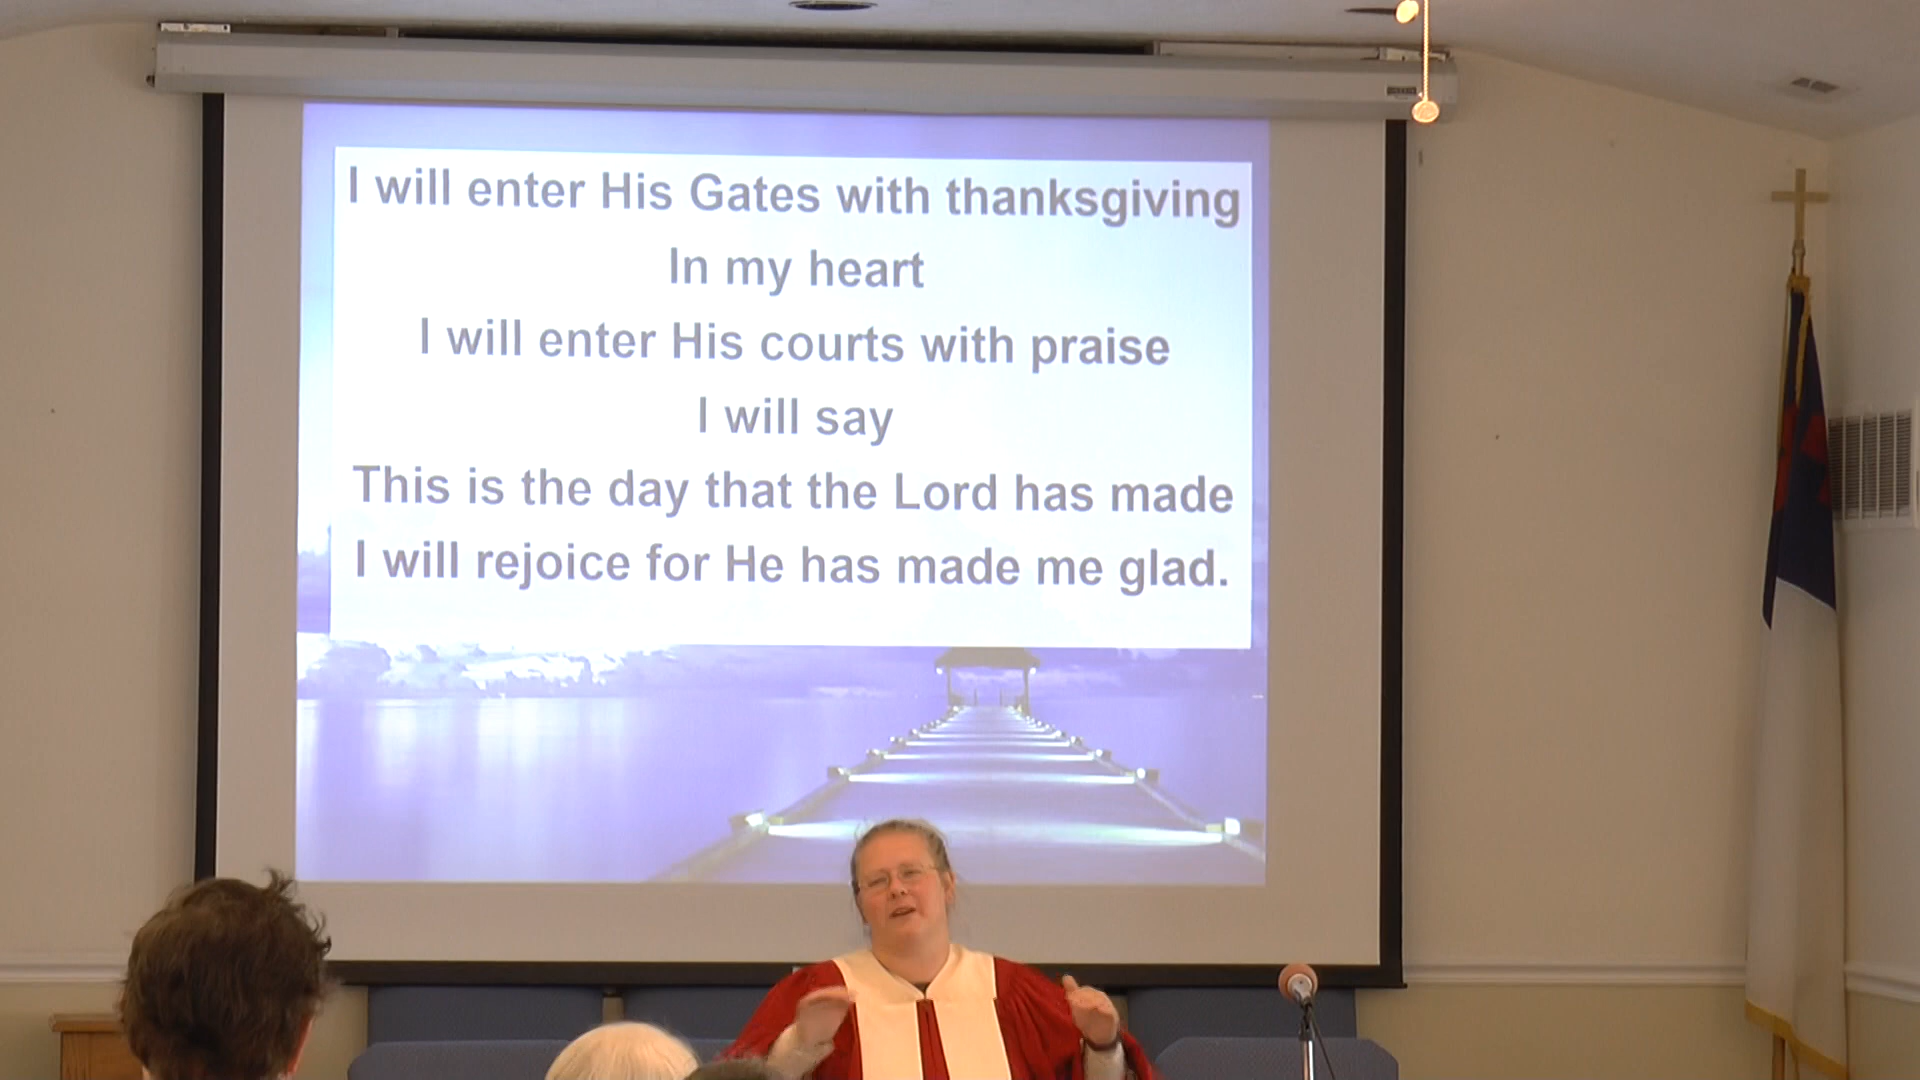 I will enter His Gates with thanksgiving
In my heart
I will enter His courts with praise
I will say
This is the day that the Lord has made
I will rejoice for He has made me glad.